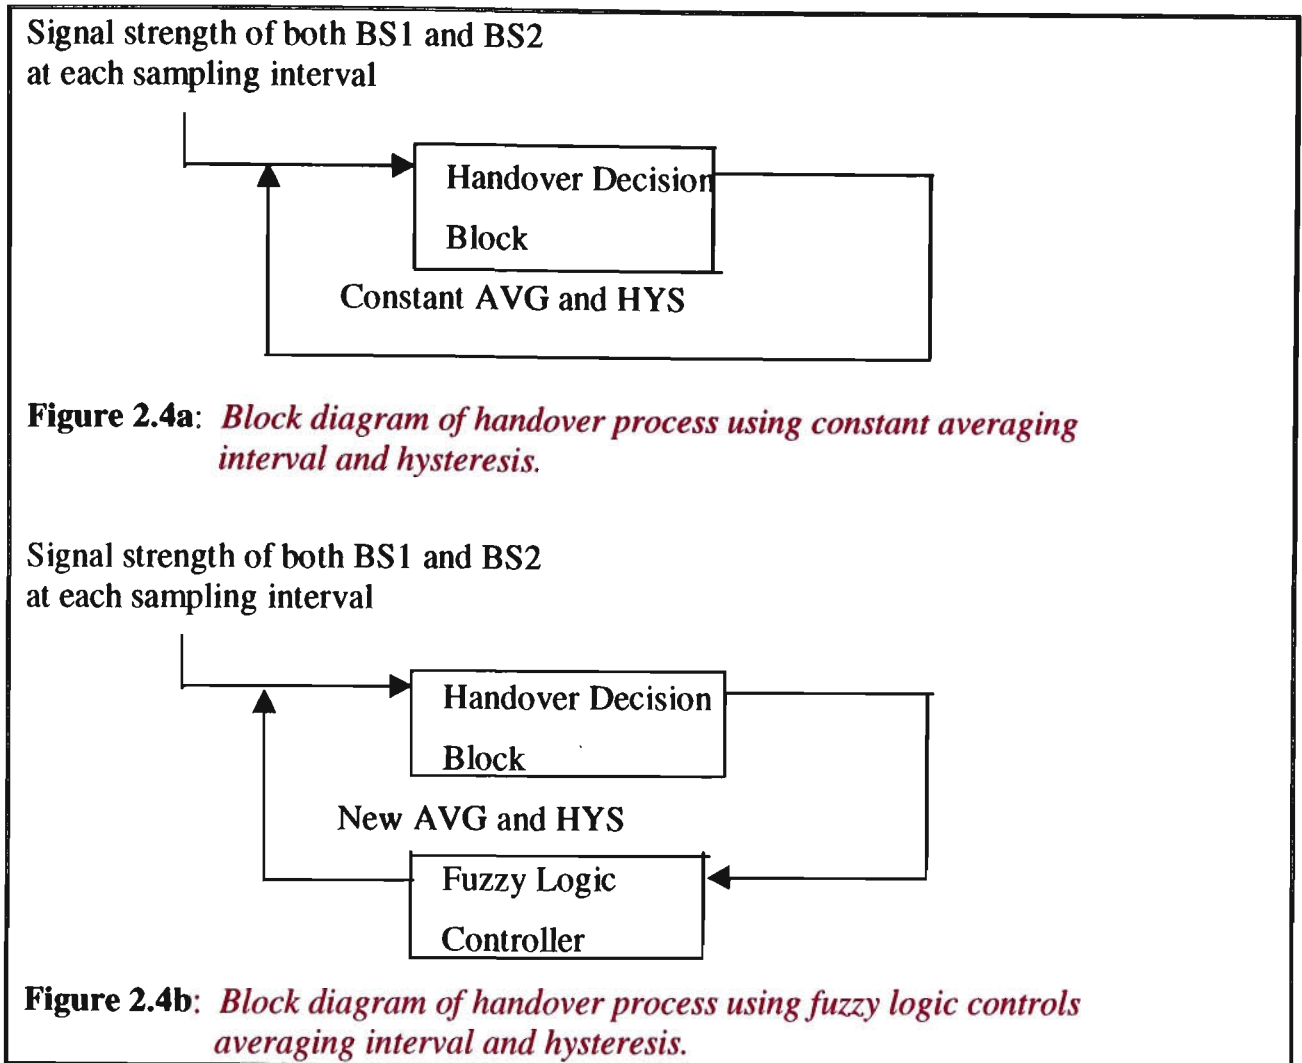 Signal strength of both BS1 and BS2
at each sampling interval
Handover Decision
Block
Constant AVG and HYS
Figure 2.4a: Block diagram of handover process using constant averaging
interval and hysteresis.
Signal strength of both BS1 and BS2
at each sampling interval
Handover Decision
Block
New AVG and HYS
Fuzzy Logic
Controller
Figure 2.4b: Block diagram of handover process using fuzzy logic controls
averaging interval and hysteresis.